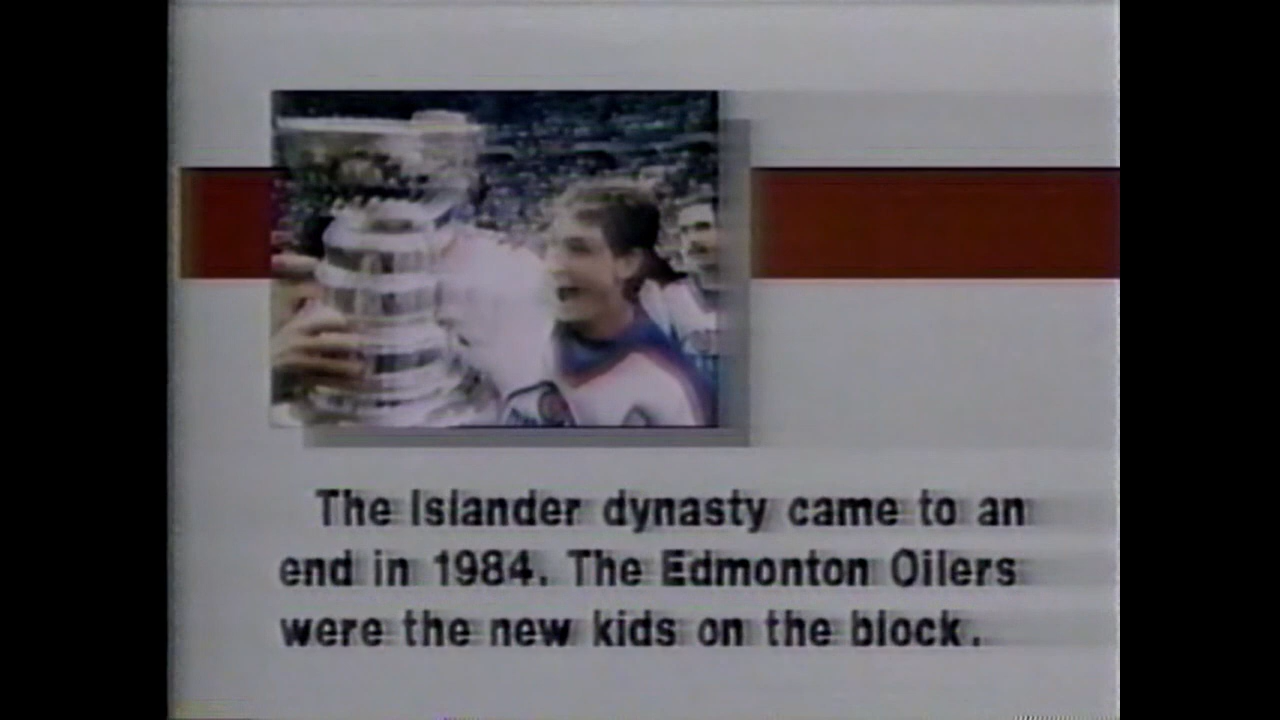 The Islander dynasty came to an
end in 1984. The Edmonton Oilers
were the new kids on the block.